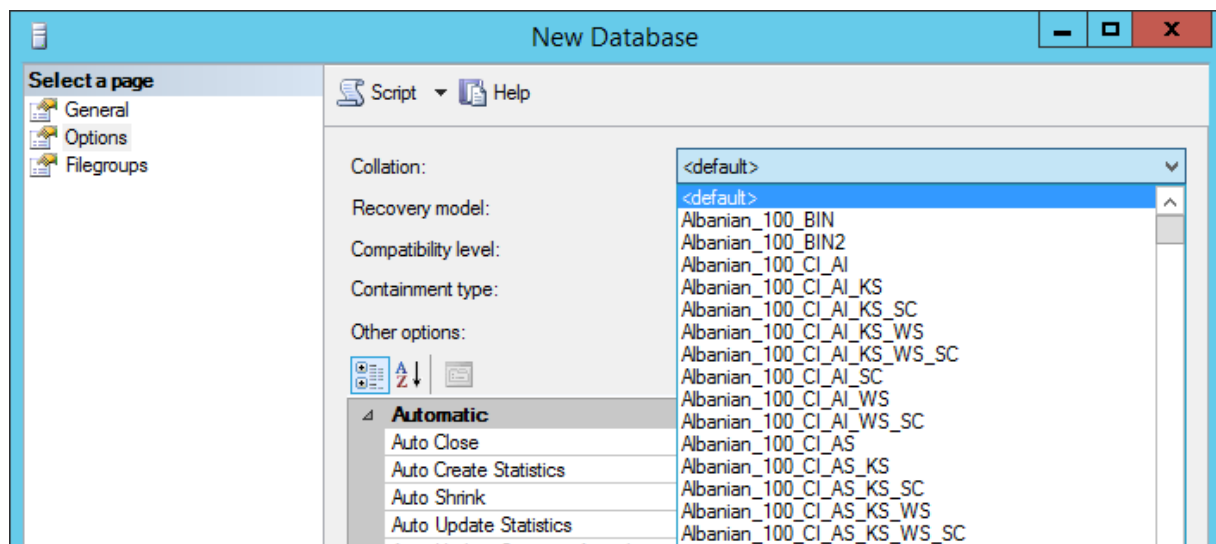 New Database
Select a page
General
Options
Filegroups
Script
Help
Collation:
<default>
Recovery model:
Compatibility level:
Containment type:
Other options:
<default>
Albanian_100_BIN
Albanian_100_BIN2
Albanian_100_CI_AI
Albanian_100_CI_AI_KS
Albanian_100_CI_AI_KS_SC
Albanian_100_CI_AI_KS_WS
Albanian_100_CI_AI_KS_WS_SC
Albanian_100_CI_AI_SC
Albanian_100_CI_AI_WS
Albanian_100_CI_AI_WS_SC
Albanian_100_CI_AS
Albanian_100_CI_AS_KS
Albanian_100_CI_AS_KS_SC
Albanian_100_CI_AS_KS_WS
Albanian_100_CI_AS_KS_WS_SC
Automatic
Auto Close
Auto Create Statistics
Auto Shrink
Auto Update Statistics